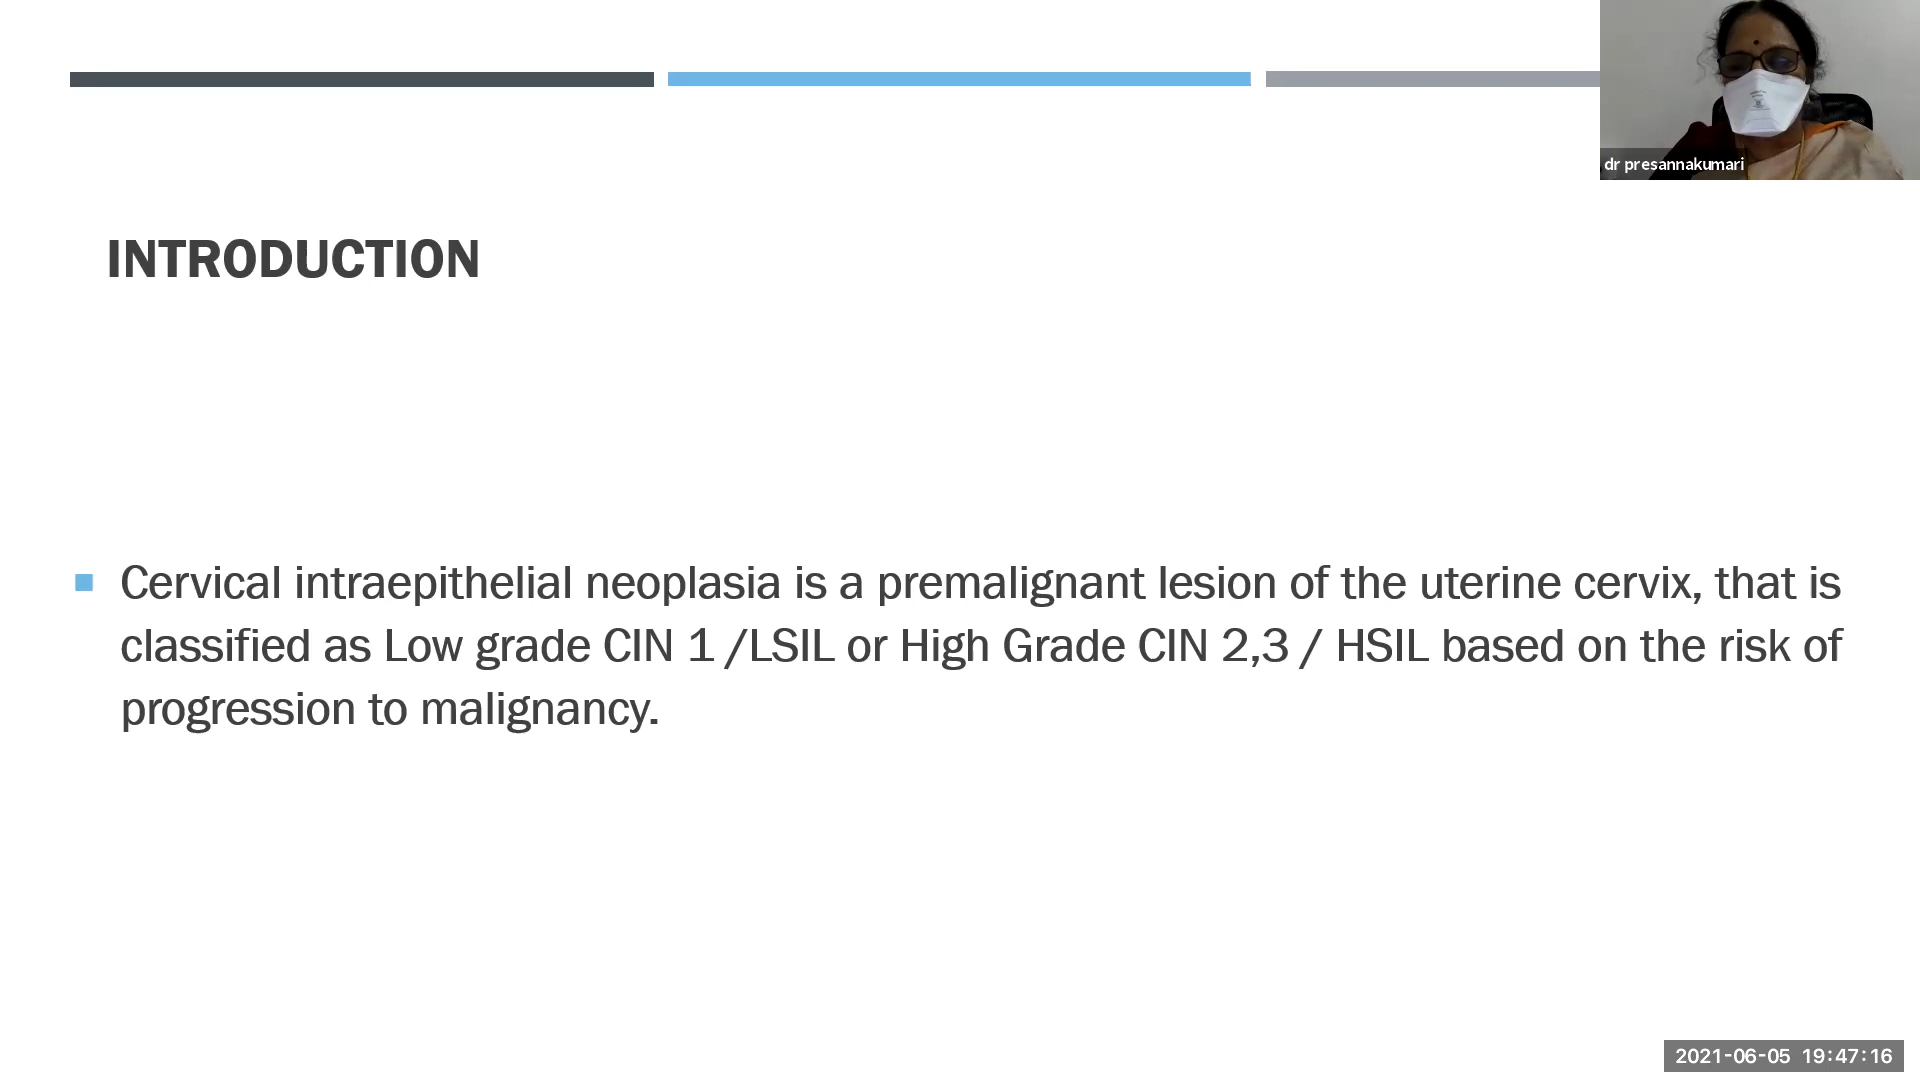 dr presannakumari
INTRODUCTION
Cervical intraepithelial neoplasia is a premalignant lesion of the uterine cervix, that is
classified as Low grade CIN 1 /LSIL or High Grade CIN 2,3 / HSIL based on the risk of
progression to malignancy.
2021-06-05 19:47:16